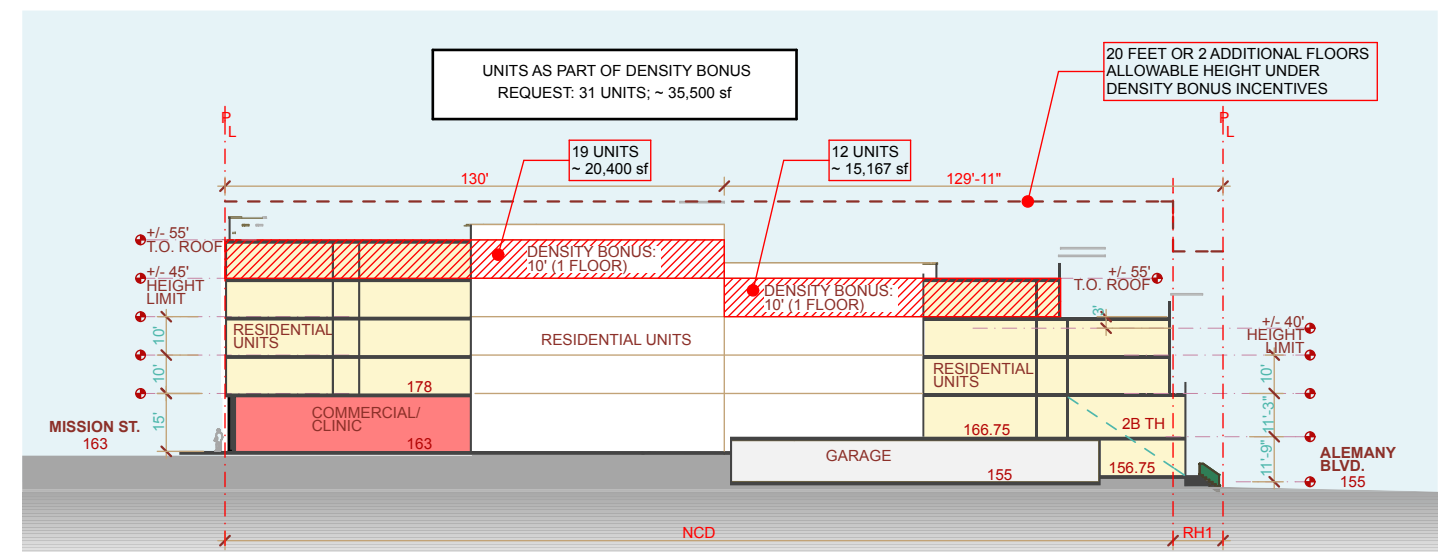 UNITS AS PART OF DENSITY BONUS
REQUEST: 31 UNITS; ~ 35,500 sf
20 FEET OR 2 ADDITIONAL FLOORS
ALLOWABLE HEIGHT UNDER
DENSITY BONUS INCENTIVES
PL
PL
19 UNITS
~ 20,400 sf
12 UNITS
~ 15,167 sf
130'
129'-11"
+/- 55'
T.O. ROOF
+/- 45'
HEIGHT
LIMIT
DENSITY BONUS:
10' (1 FLOOR)
DENSITY BONUS:
10' (1 FLOOR)
+/- 55'
T.O. ROOF
3'
+/- 40'
HEIGHT
LIMIT
10'
10'
15'
RESIDENTIAL
UNITS
RESIDENTIAL UNITS
RESIDENTIAL
UNITS
10'
11'-3"
11'-9"
178
COMMERCIAL/
CLINIC
163
MISSION ST.
163
166.75
2B TH
GARAGE
155
156.75
ALEMANY
BLVD.
155
NCD
RH1